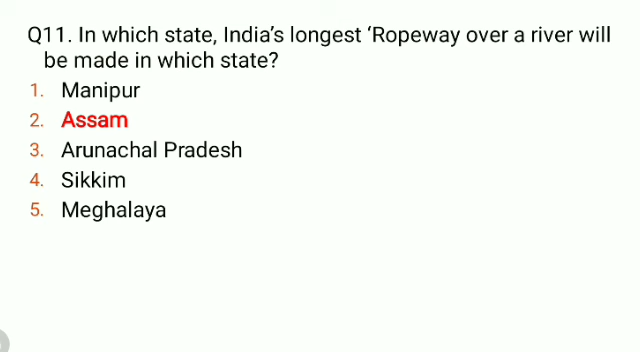 Q11. In which state, India's longest ‘Ropeway over a river will
be made in which state?
1. Manipur
2. Assam
3. Arunachal Pradesh
4. Sikkim
5. Meghalaya